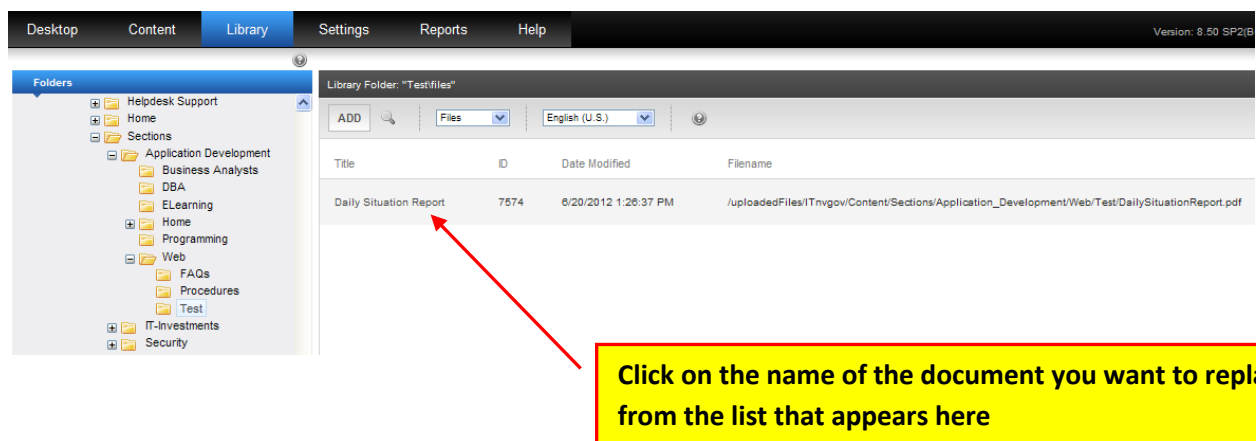 Desktop Content Library Settings Reports Help Version: 8.50 SP2(B
Folders
Helpdesk Support
Home
Sections
Application Development
Business Analysts
DBA
ELearning
Home
Programming
Web
FAQs
Procedures
Test
IT-Investments
Security
Library Folder: "Test\files"
ADD Files English (U.S.)
Title ID Date Modified Filename
Daily Situation Report 7574 6/20/2012 1:26:37 PM /uploadedFiles/ITnvgov/Content/Sections/Application_Development/Web/Test/DailySituationReport.pdf
Click on the name of the document you want to repla
from the list that appears here